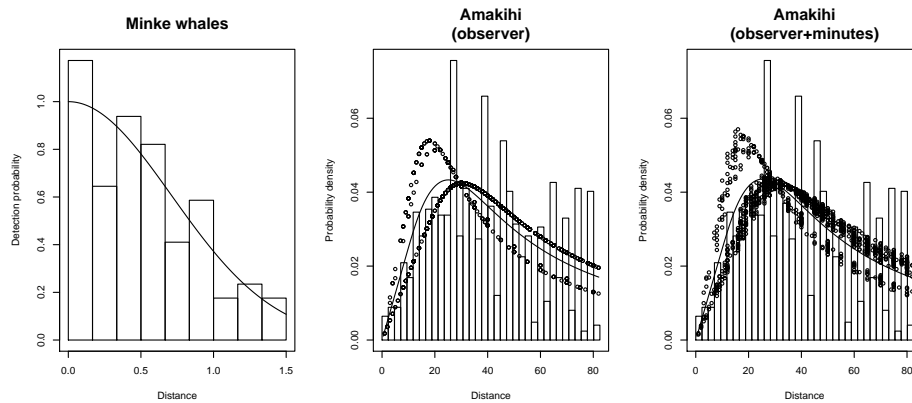 Minke whales
Detection probability
0.0 0.2 0.4 0.6 0.8 1.0
0.0 0.5 1.0 1.5
Distance
Amakihi
(observer)
Probability density
0.00 0.02 0.04 0.06
0 20 40 60 80
Distance
Amakihi
(observer+minutes)
Probability density
0.00 0.02 0.04 0.06
0 20 40 60 80
Distance